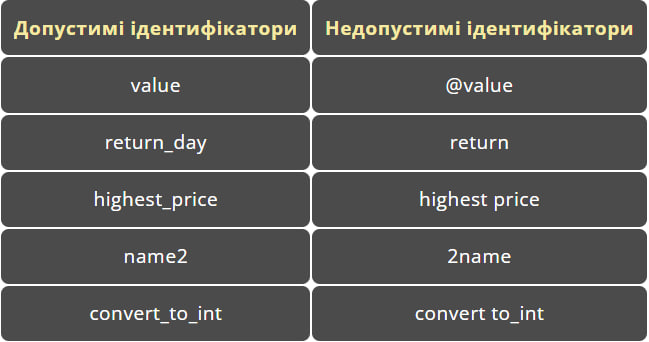 Допустимі ідентифікатори Недопустимі ідентифікатори
value @value
return_day return
highest_price highest price
name2 2name
convert_to_int convert to_int